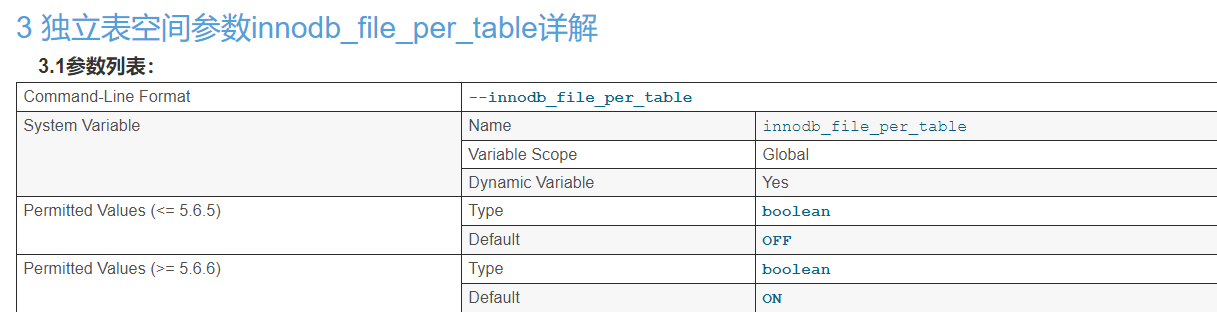 3 独立表空间参数innodb_file_per_table详解
3.1参数列表：
Command-Line Format --innodb_file_per_table
System Variable Name innodb_file_per_table
Variable Scope Global
Dynamic Variable Yes
Permitted Values (<= 5.6.5) Type boolean
Default OFF
Permitted Values (>= 5.6.6) Type boolean
Default ON